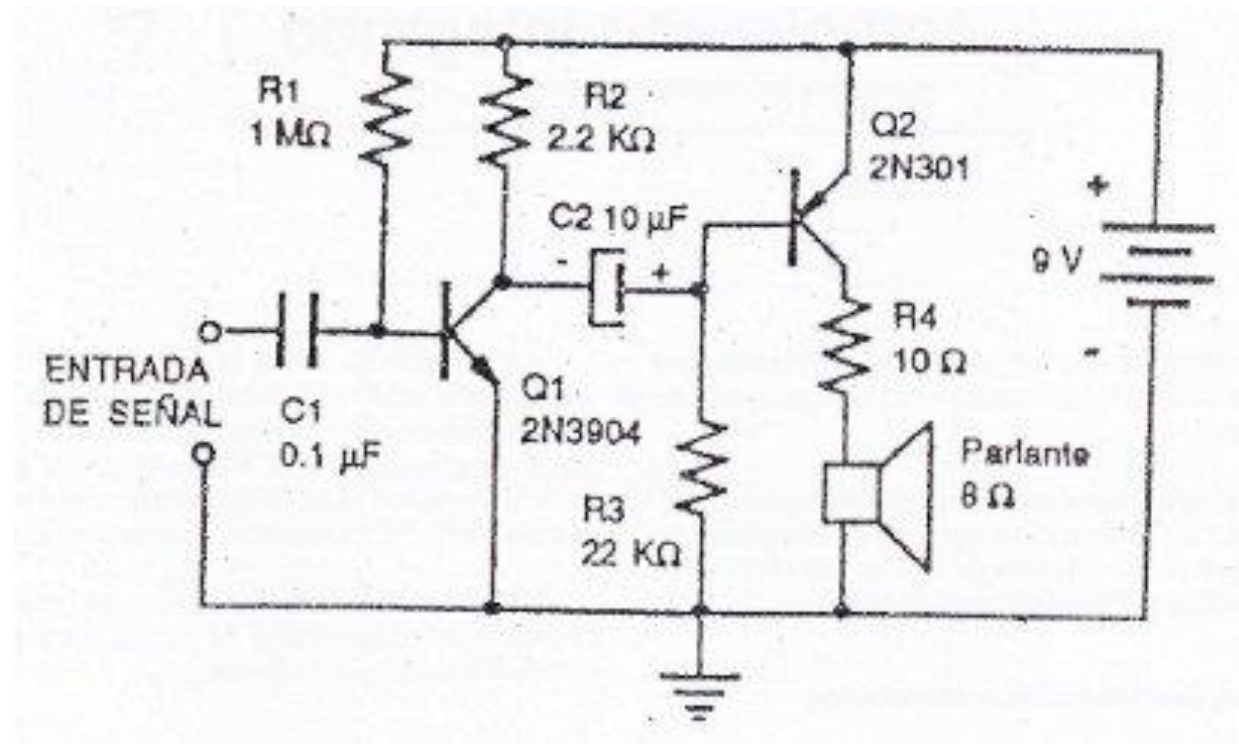 R1
1 MΩ
R2
2.2 KΩ
Q2
2N301
C2 10 µF
-
+
+
9 V
-
R4
10 Ω
ENTRADA
DE SEÑAL
C1
0.1 µF
Q1
2N3904
Parlante
8 Ω
R3
22 KΩ